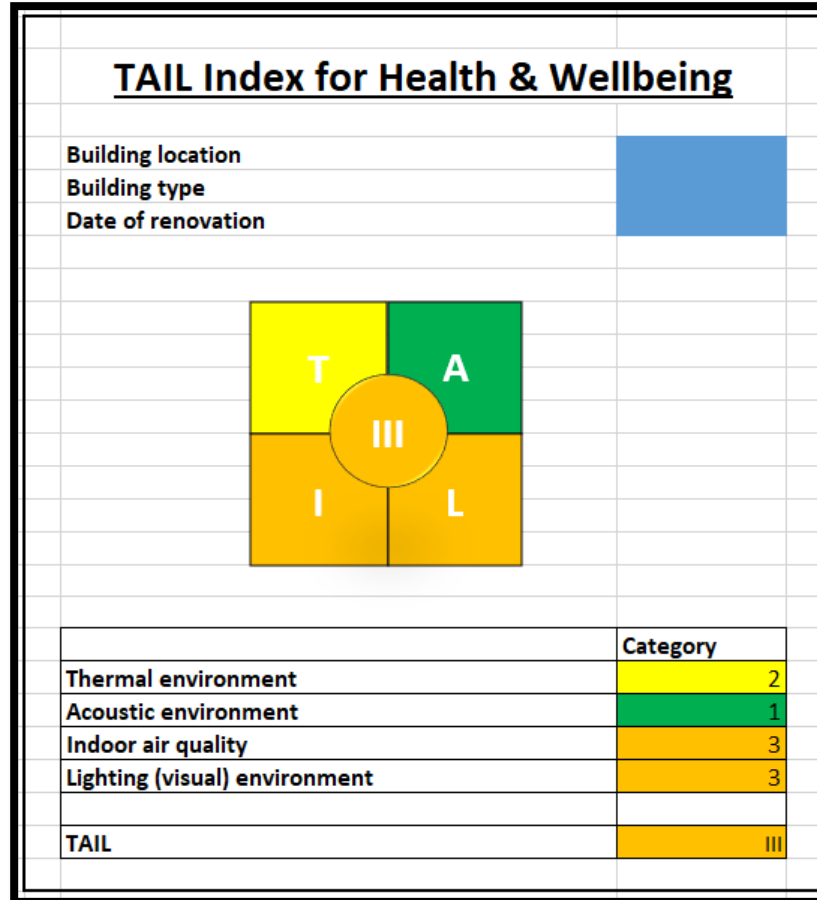 TAIL Index for Health & Wellbeing
Building location
Building type
Date of renovation
T A
III
I L
Category
Thermal environment 2
Acoustic environment 1
Indoor air quality 3
Lighting (visual) environment 3
TAIL III